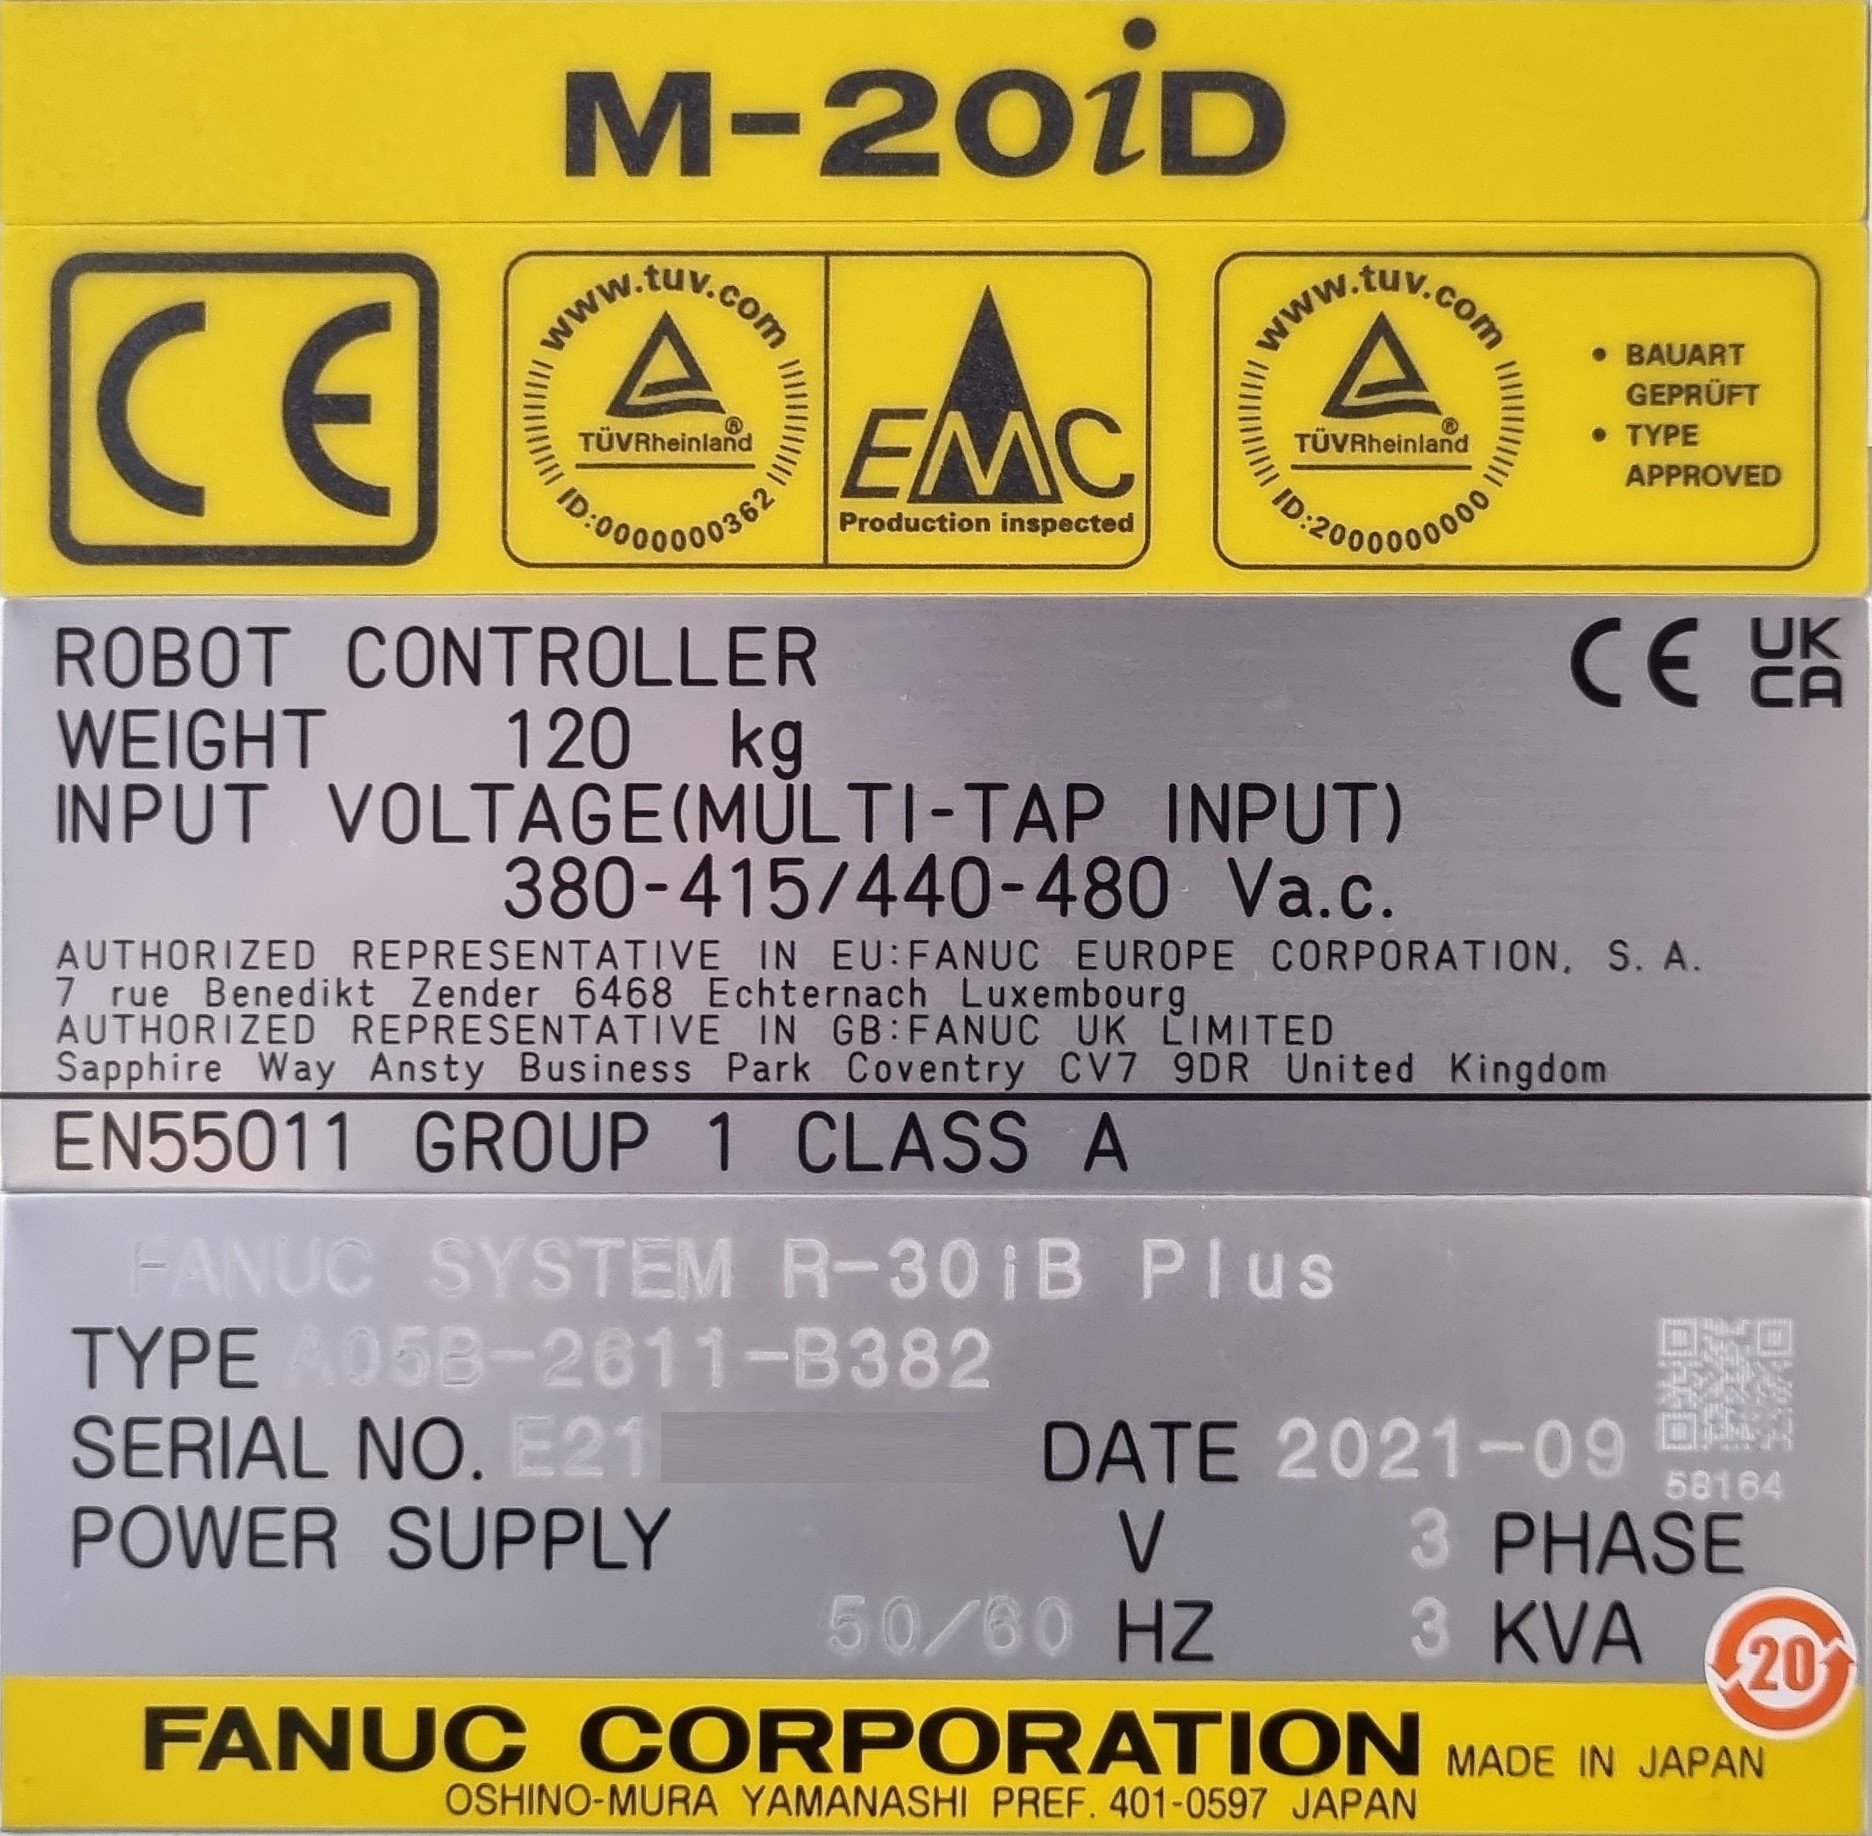 M-20iD
CE
www.tuv.com
TÜVRheinland®
ID:0000000362
EMC
Production inspected
www.tuv.com
TÜVRheinland®
ID:2000000000
• BAUART
GEPRÜFT
• TYPE
APPROVED
ROBOT CONTROLLER
CE
UK
CA
WEIGHT 120 kg
INPUT VOLTAGE(MULTI-TAP INPUT)
380-415/440-480 Va.c.
AUTHORIZED REPRESENTATIVE IN EU:FANUC EUROPE CORPORATION, S. A.
7 rue Benedikt Zender 6468 Echternach Luxembourg
AUTHORIZED REPRESENTATIVE IN GB:FANUC UK LIMITED
Sapphire Way Ansty Business Park Coventry CV7 9DR United Kingdom
EN55011 GROUP 1 CLASS A
FANUC SYSTEM R-30iB Plus
TYPE A05B-2611-B382
SERIAL NO. E21 DATE 2021-09
58164
POWER SUPPLY V 3 PHASE
50/60 HZ 3 KVA
20
FANUC CORPORATION MADE IN JAPAN
OSHINO-MURA YAMANASHI PREF. 401-0597 JAPAN